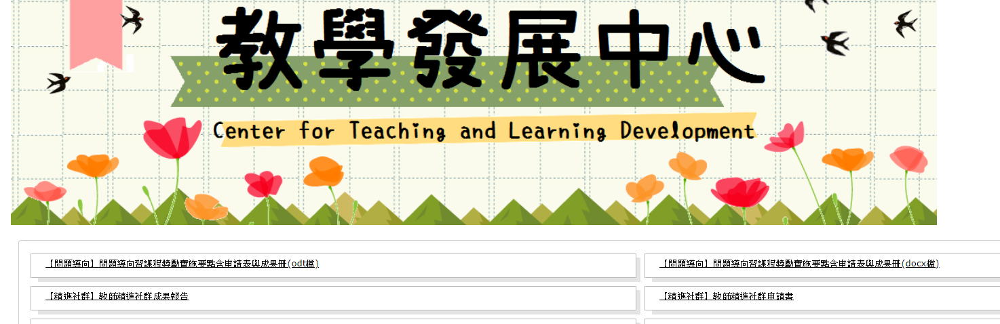 教學發展中心
Center for Teaching and Learning Development
【問題導向】問題導向習課程獎勵實施要點含申請表與成果冊(odt檔)
【問題導向】問題導向習課程獎勵實施要點含申請表與成果冊(docx檔)
【精進社群】教師精進社群成果報告
【精進社群】教師精進社群申請書